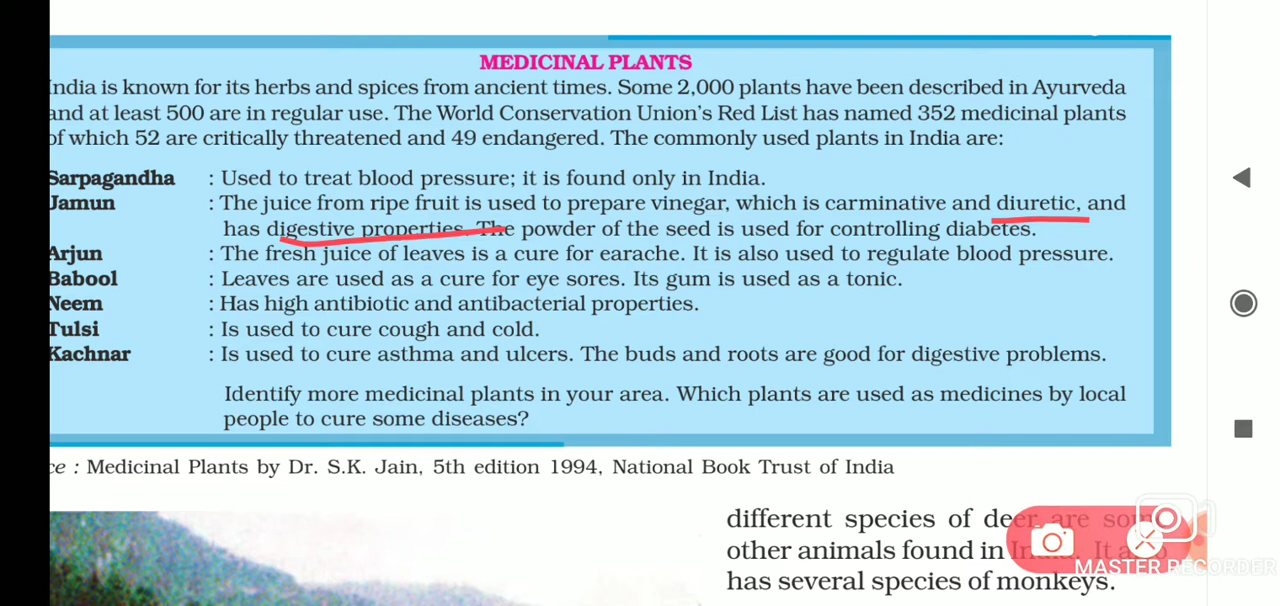 MEDICINAL PLANTS
India is known for its herbs and spices from ancient times. Some 2,000 plants have been described in Ayurveda
and at least 500 are in regular use. The World Conservation Union's Red List has named 352 medicinal plants
of which 52 are critically threatened and 49 endangered. The commonly used plants in India are:
Sarpagandha : Used to treat blood pressure; it is found only in India.
Jamun : The juice from ripe fruit is used to prepare vinegar, which is carminative and diuretic, and
has digestive properties. The powder of the seed is used for controlling diabetes.
Arjun : The fresh juice of leaves is a cure for earache. It is also used to regulate blood pressure.
Babool : Leaves are used as a cure for eye sores. Its gum is used as a tonic.
Neem : Has high antibiotic and antibacterial properties.
Tulsi : Is used to cure cough and cold.
Kachnar : Is used to cure asthma and ulcers. The buds and roots are good for digestive problems.
Identify more medicinal plants in your area. Which plants are used as medicines by local
people to cure some diseases?
: Medicinal Plants by Dr. S.K. Jain, 5th edition 1994, National Book Trust of India
different species of deer are some
other animals found in India. It also
has several species of monkeys.
MASTER RECORDER